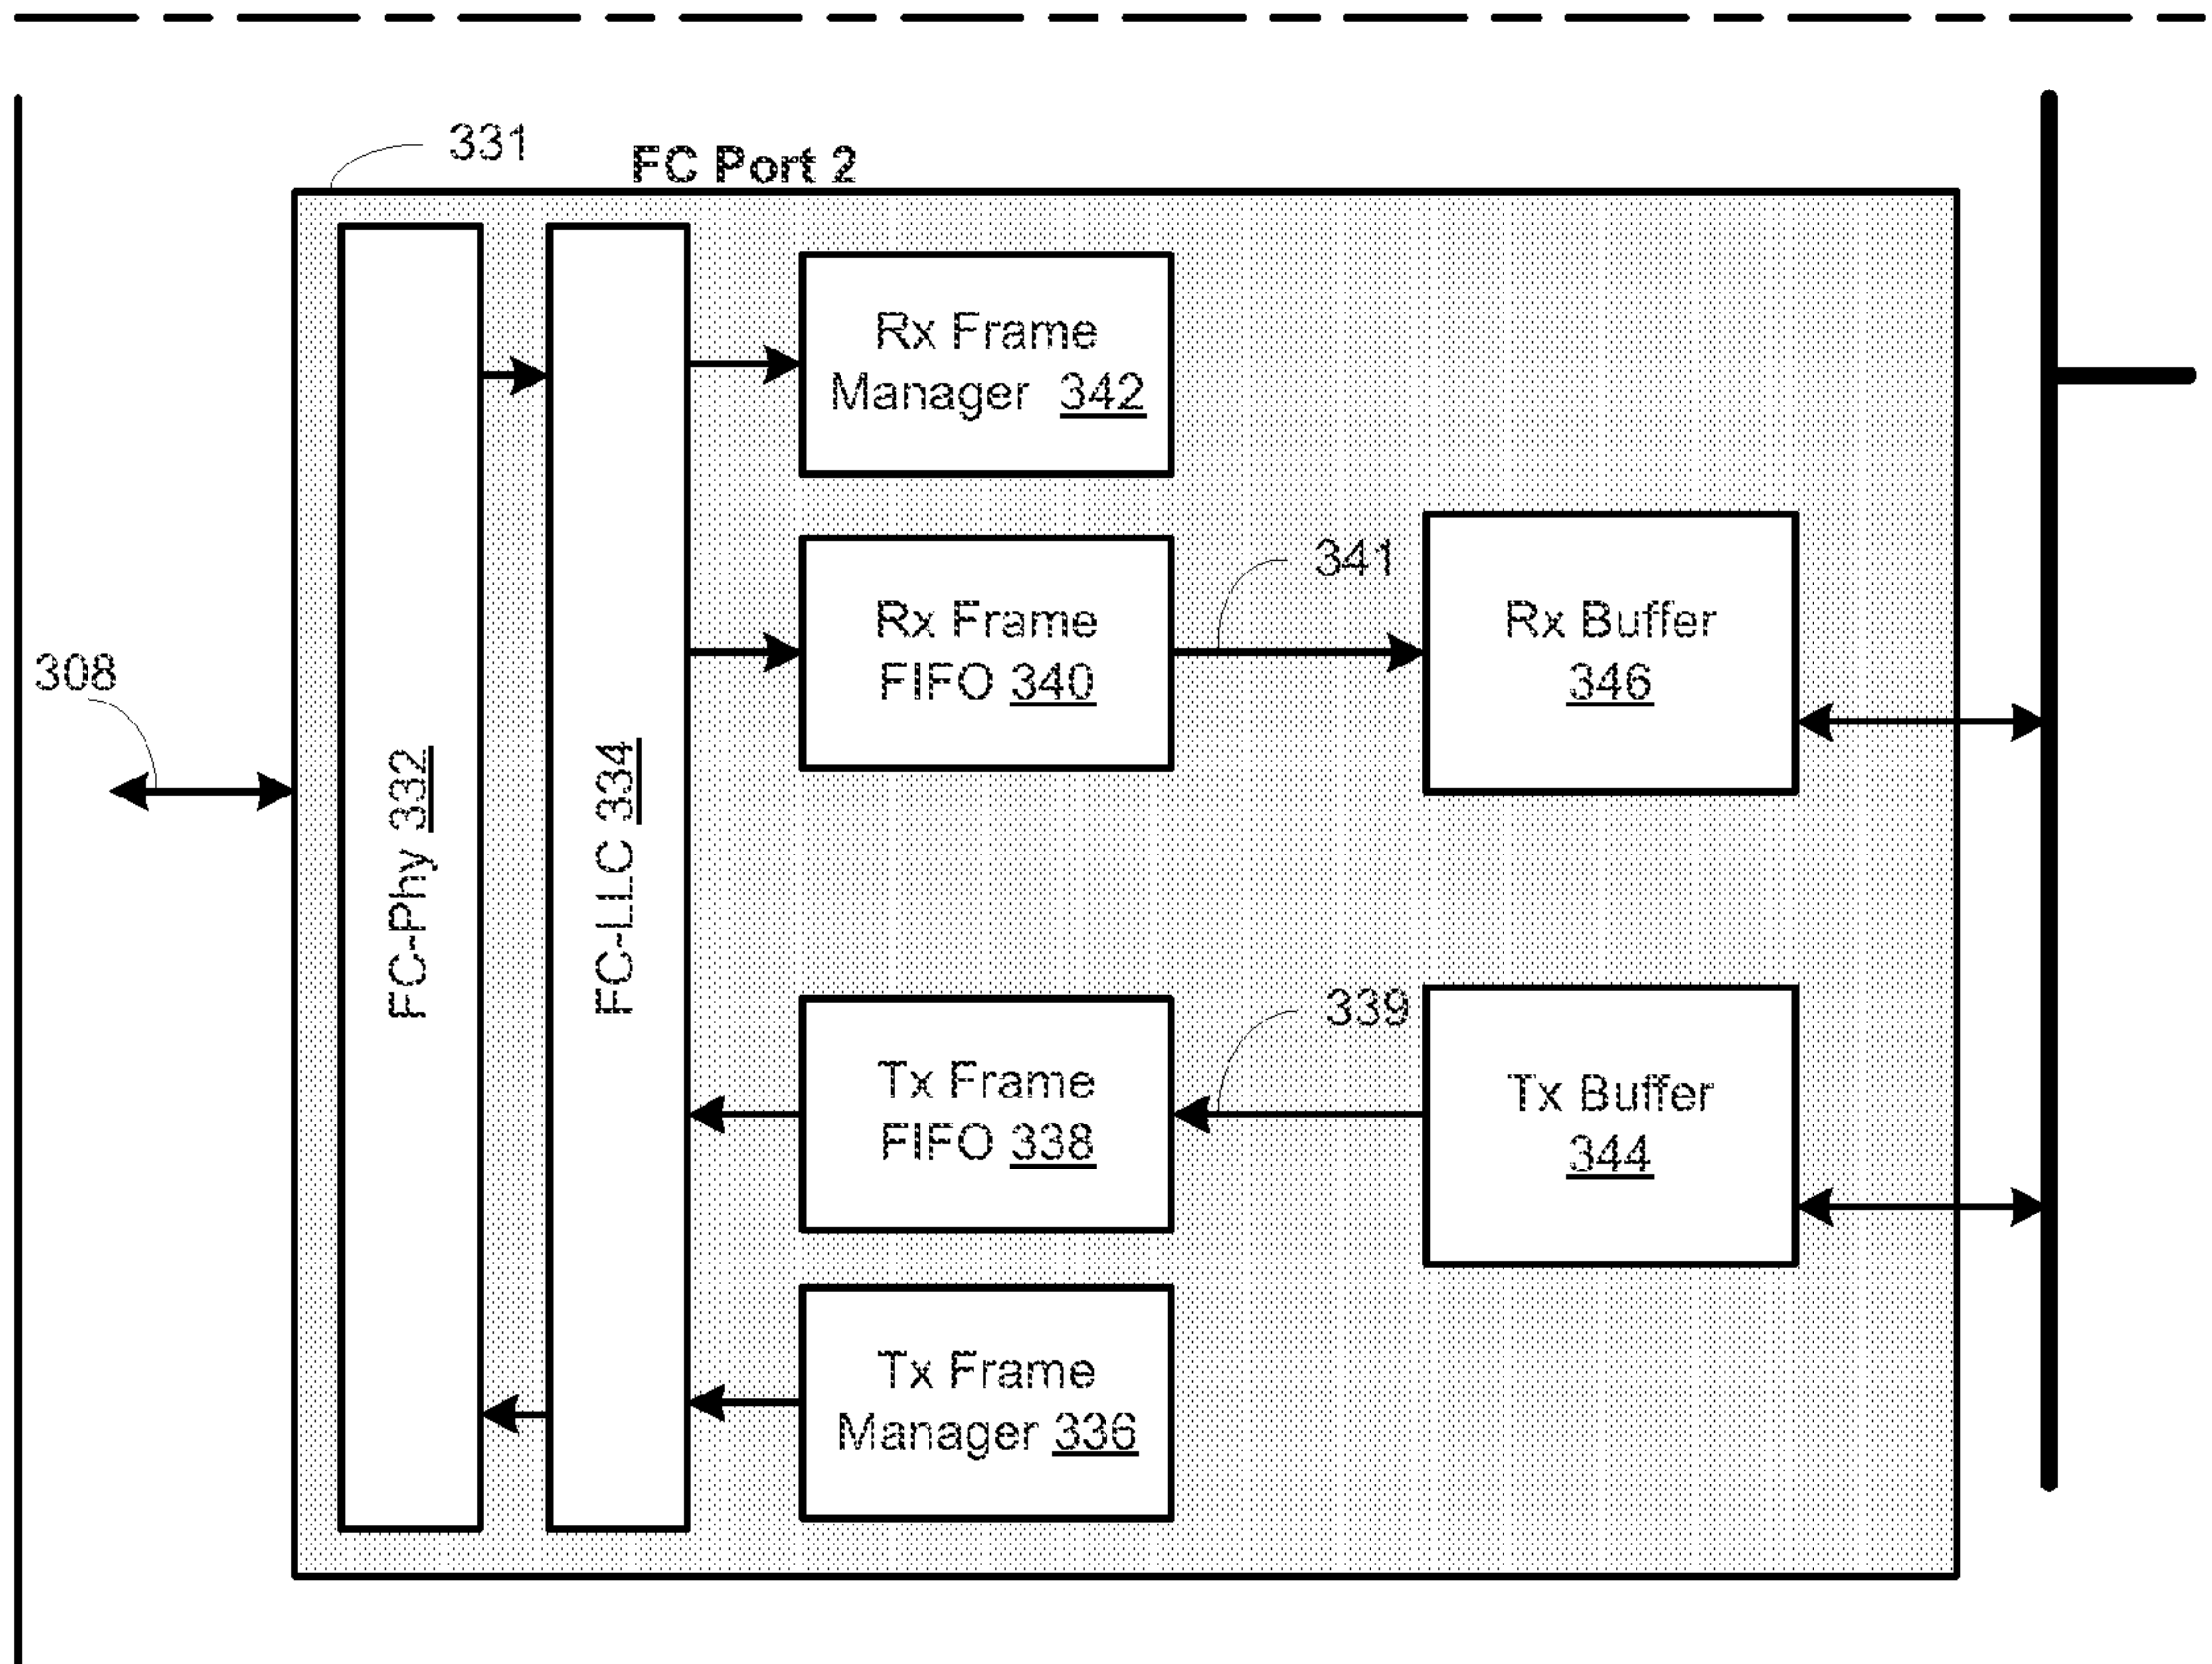 331
FC Port 2
Rx Frame
Manager 342
341
Rx Frame
FIFO 340
Rx Buffer
346
308
FC-Phy 332
FC-LLC 334
339
Tx Frame
FIFO 338
Tx Buffer
344
Tx Frame
Manager 336